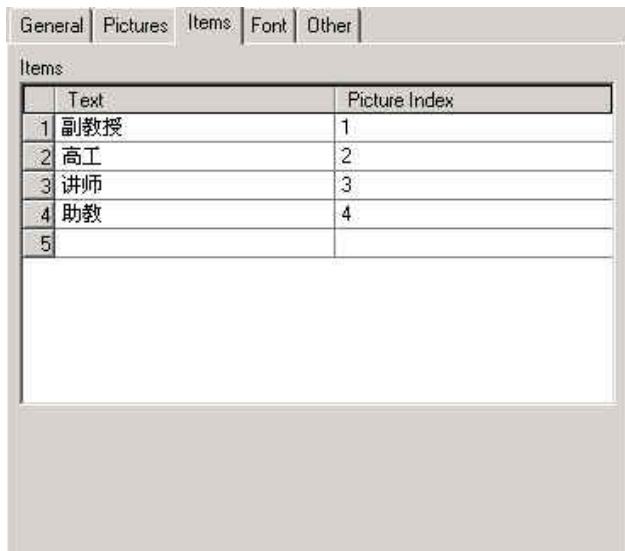 General Pictures Items Font Other
Items
Text Picture Index
1 副教授 1
2 高工 2
3 讲师 3
4 助教 4
5